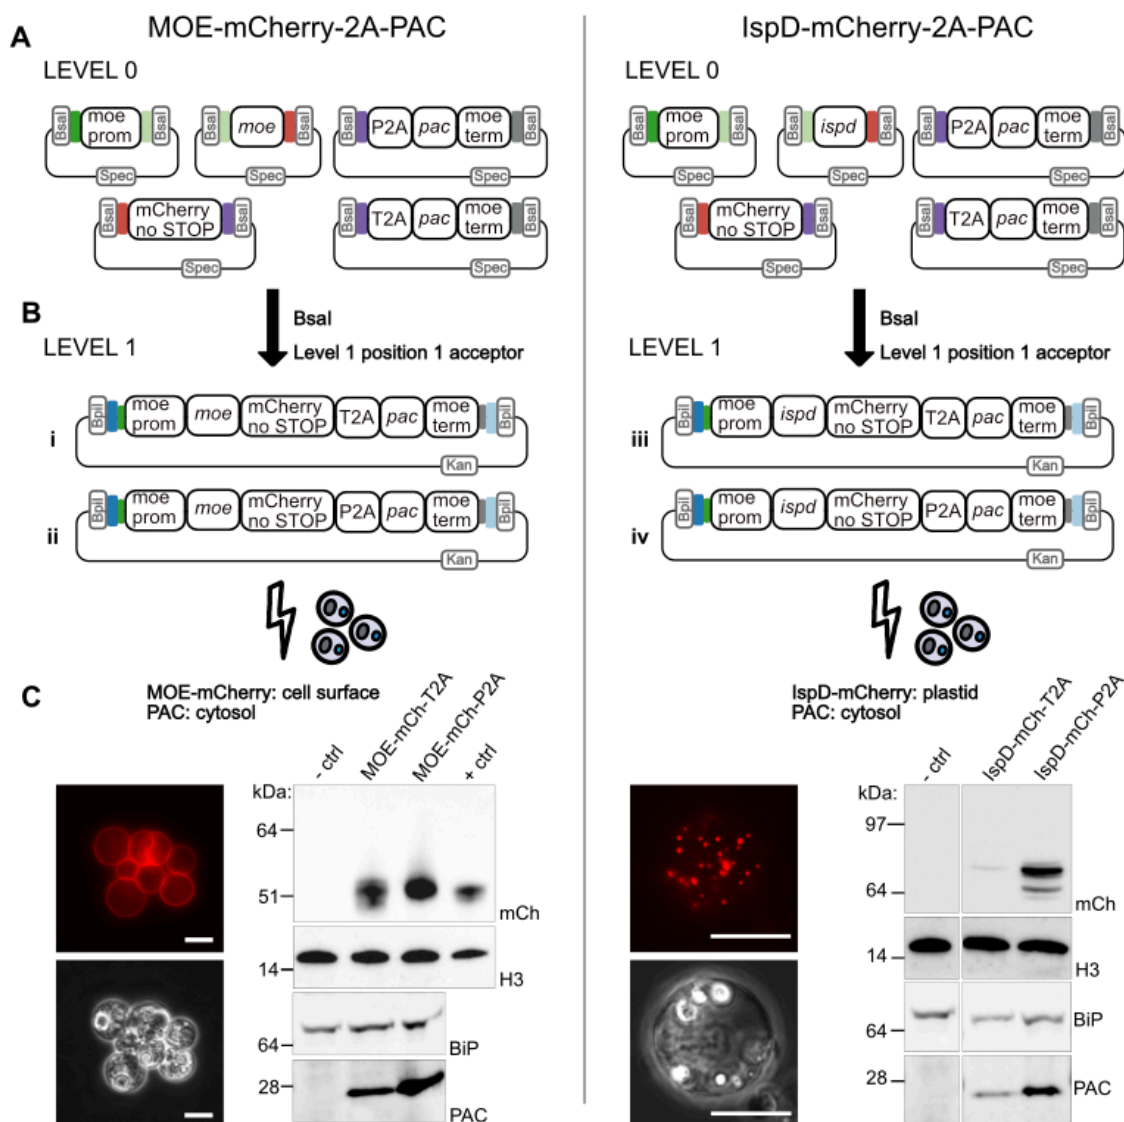 MOE-mCherry-2A-PAC
IspD-mCherry-2A-PAC
A
LEVEL 0
BsaI moe prom BsaI
Spec
BsaI moe BsaI
Spec
BsaI P2A pac moe term BsaI
Spec
BsaI mCherry no STOP BsaI
Spec
BsaI T2A pac moe term BsaI
Spec
LEVEL 0
BsaI moe prom BsaI
Spec
BsaI ispd BsaI
Spec
BsaI P2A pac moe term BsaI
Spec
BsaI mCherry no STOP BsaI
Spec
BsaI T2A pac moe term BsaI
Spec
B
BsaI
LEVEL 1
Level 1 position 1 acceptor
i
BpiI moe prom moe mCherry no STOP T2A pac moe term BpiI
Kan
ii
BpiI moe prom moe mCherry no STOP P2A pac moe term BpiI
Kan
BsaI
LEVEL 1
Level 1 position 1 acceptor
iii
BpiI moe prom ispd mCherry no STOP T2A pac moe term BpiI
Kan
iv
BpiI moe prom ispd mCherry no STOP P2A pac moe term BpiI
Kan
C
MOE-mCherry: cell surface
PAC: cytosol
- ctrl
MOE-mCh-T2A
MOE-mCh-P2A
+ ctrl
kDa:
64
51
mCh
14
H3
64
BiP
28
PAC
IspD-mCherry: plastid
PAC: cytosol
- ctrl
IspD-mCh-T2A
IspD-mCh-P2A
kDa:
97
64
mCh
14
H3
64
BiP
28
PAC